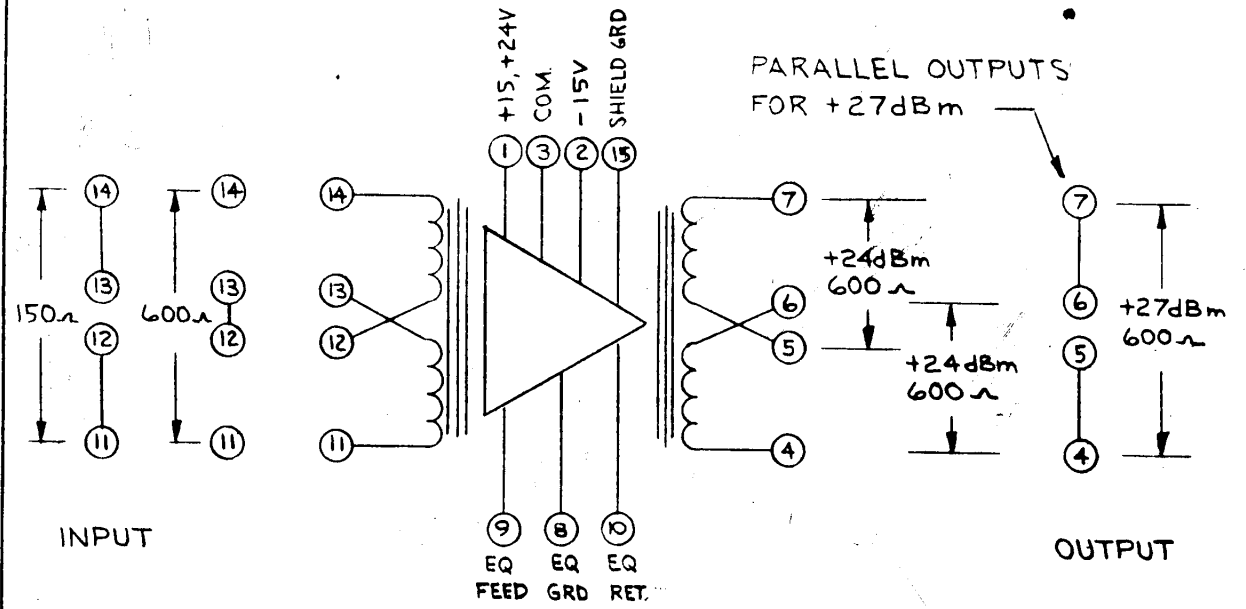 +15, +24V
COM.
-15V
SHIELD GRD
1
3
2
15
PARALLEL OUTPUTS
FOR +27dBm
14
13
12
11
150Ω
14
13
12
11
600Ω
14
13
12
11
7
6
5
4
+24dBm
600Ω
+24dBm
600Ω
7
6
5
4
+27dBm
600Ω
9
8
10
EQ
FEED
EQ
GRD
EQ
RET.
INPUT
OUTPUT